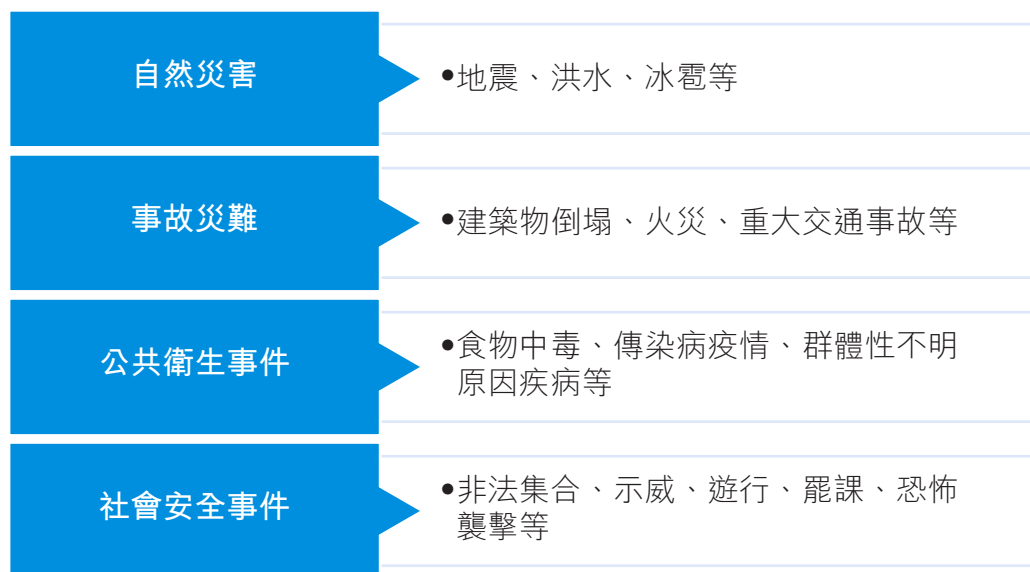 自然災害
•地震、洪水、冰雹等
事故災難
•建築物倒塌、火災、重大交通事故等
公共衛生事件
•食物中毒、傳染病疫情、群體性不明
原因疾病等
社會安全事件
•非法集合、示威、遊行、罷課、恐怖
襲擊等